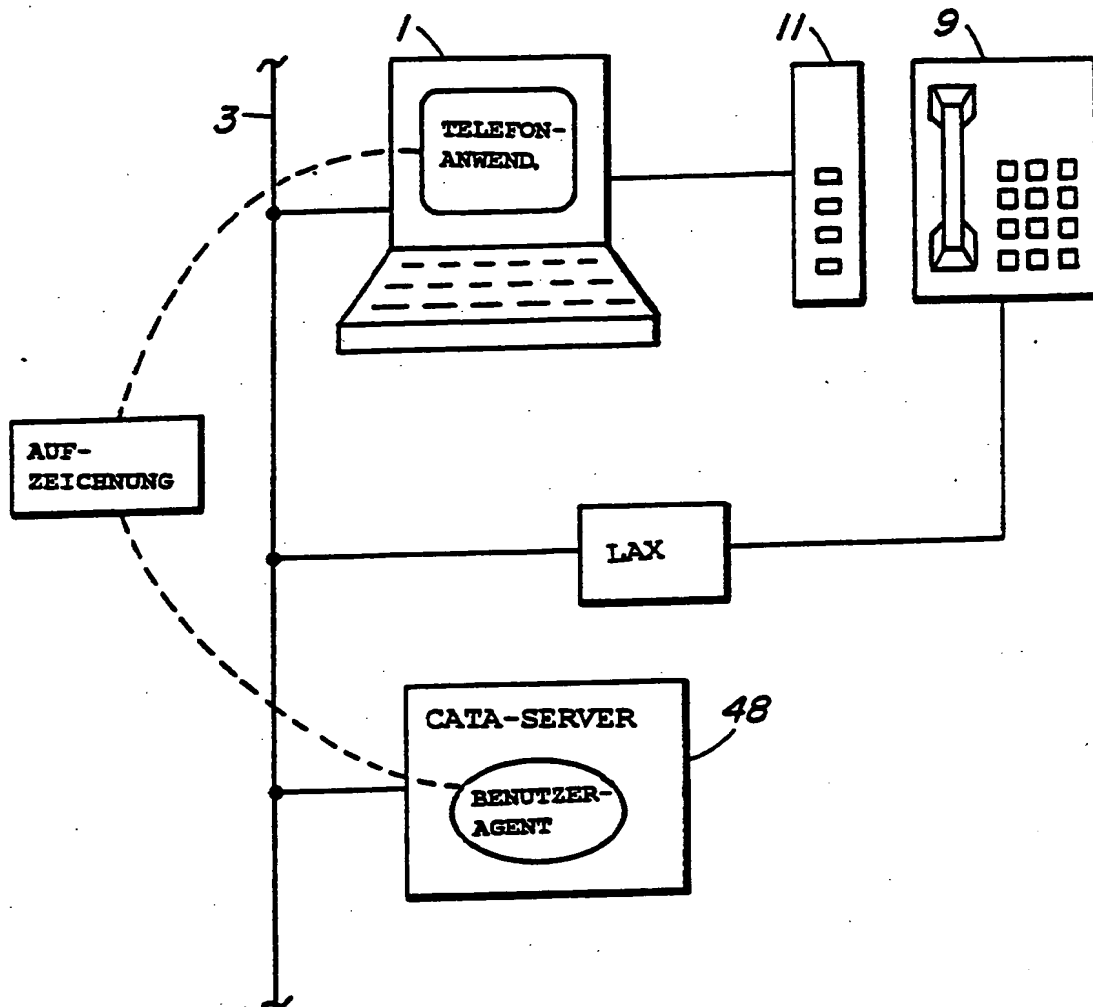 1
11
9
3
TELEFON-
ANWEND.
AUF-
ZEICHNUNG
LAX
CATA-SERVER
48
BENUTZER-
AGENT